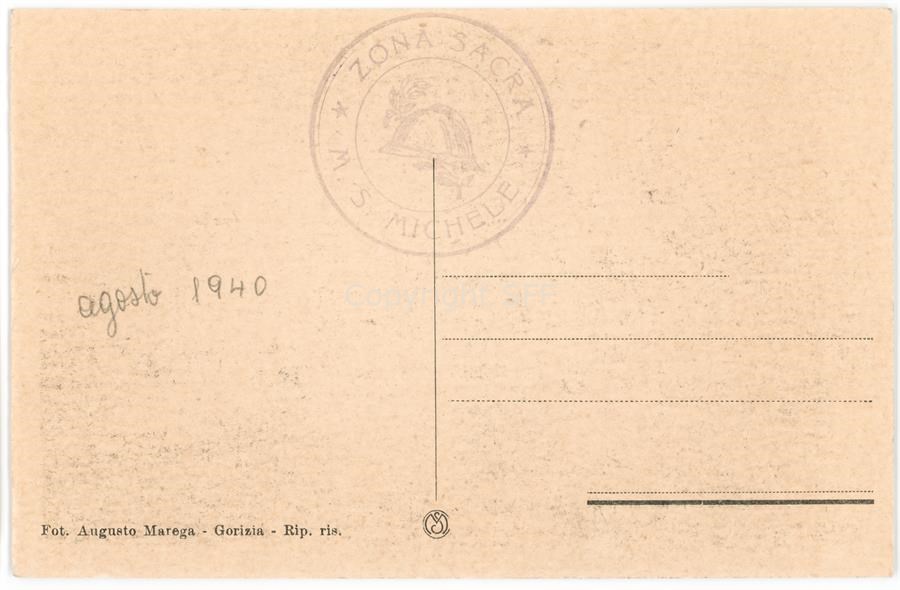 ★ ZONA SACRA ★
M. S. MICHELE
agosto 1940
Fot. Augusto Marega - Gorizia - Rip. ris.